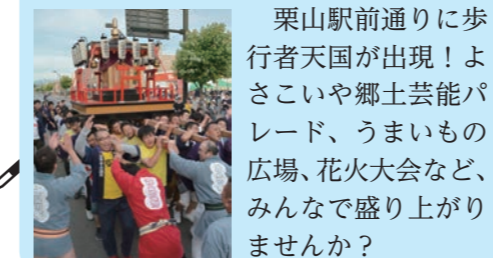 栗山駅前通りに歩
行者天国が出現！よ
さこいや郷土芸能パ
レード、うまいもの
広場、花火大会など、
みんなで盛り上がり
ませんか？